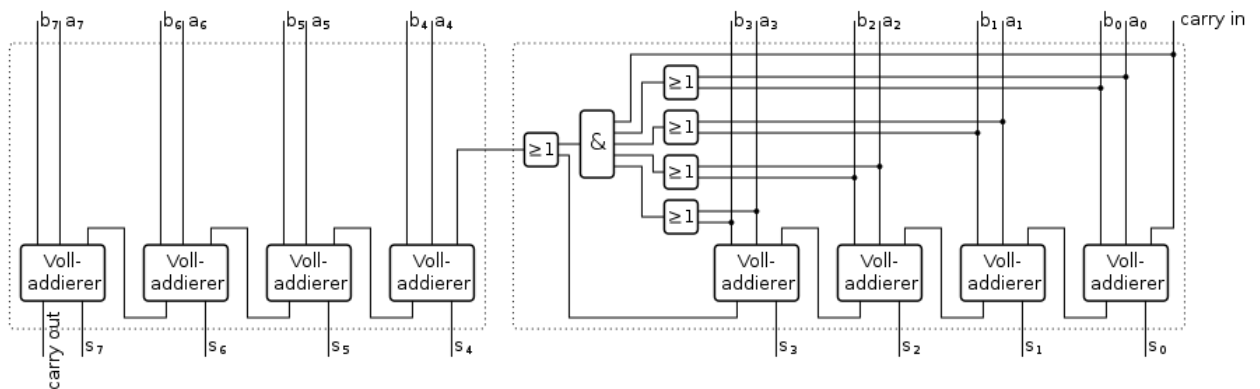 b₇ a₇ b₆ a₆ b₅ a₅ b₄ a₄ b₃ a₃ b₂ a₂ b₁ a₁ b₀ a₀ carry in
≥1
≥1
≥1 &
≥1
≥1
Voll-addierer Voll-addierer Voll-addierer Voll-addierer Voll-addierer Voll-addierer Voll-addierer Voll-addierer
carry out s₇ s₆ s₅ s₄ s₃ s₂ s₁ s₀